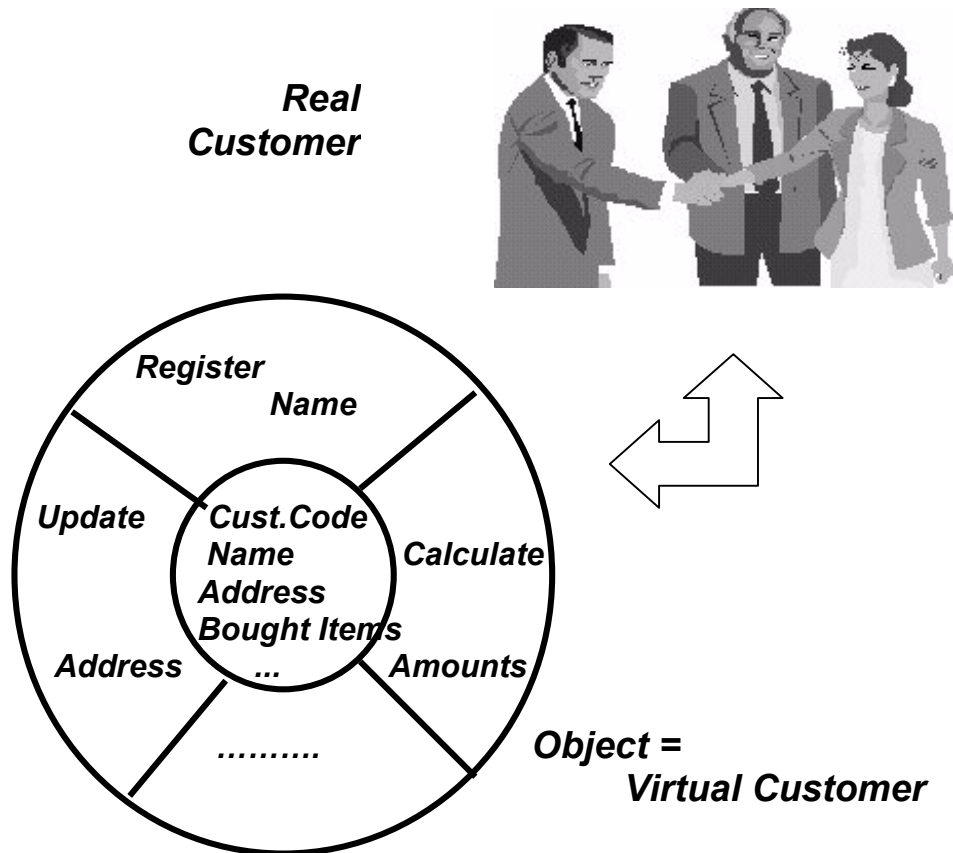 Real
Customer
Register
Name
Update
Cust.Code
Name
Address
Bought Items
...
Calculate
Address
Amounts
..........
Object =
Virtual Customer